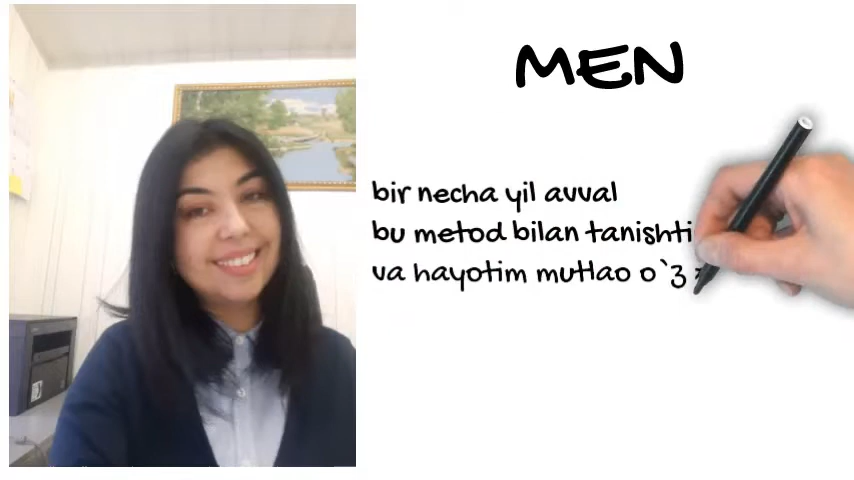 MEN
bir necha yil avval
bu metod bilan tanishti
va hayotim mutlao o`z